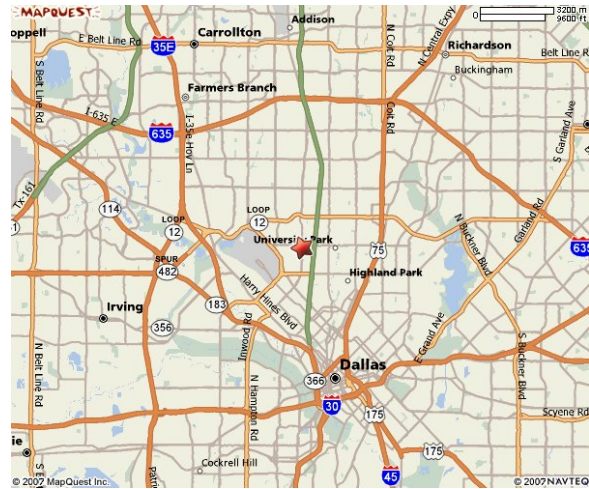 MAPQUEST
Addison
3200 m
0
9600 ft
oppell
E Belt Line Rd
35E
Carrollton
N Coit Rd
N Central Expy
Richardson
Belt Line R
Buckingham
S Belt Line Rd
Farmers Branch
I-635 E
I-35e Hov Ln
635
Coit Rd
S Garland Ave
Tx-161
114
LOOP
12
LOOP
12
Garland Rd
N Buckner Blvd
University Park
75
635
SPUR
482
Highland Park
Harry Hines Blvd
Irving
183
356
Inwood Rd
E Grand Ave
N Belt Line Rd
Dallas
366
S Buckner Blvd
N Hampton Rd
30
175
Scyene Rd
ie
175
Cockrell Hill
45
S B
Patri
© 2007 MapQuest Inc.
© 2007 NAVTEQ